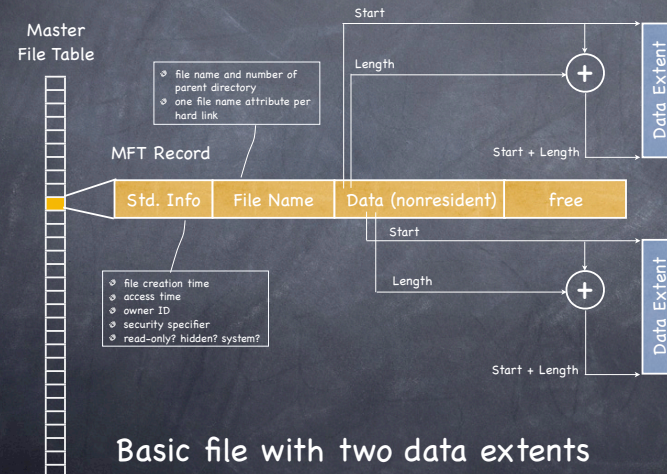 Master
File Table
file name and number of
parent directory
one file name attribute per
hard link
MFT Record
Start
Length
+
Start + Length
Data Extent
Std. Info
File Name
Data (nonresident)
free
file creation time
access time
owner ID
security specifier
read-only? hidden? system?
Start
Length
+
Start + Length
Data Extent
Basic file with two data extents